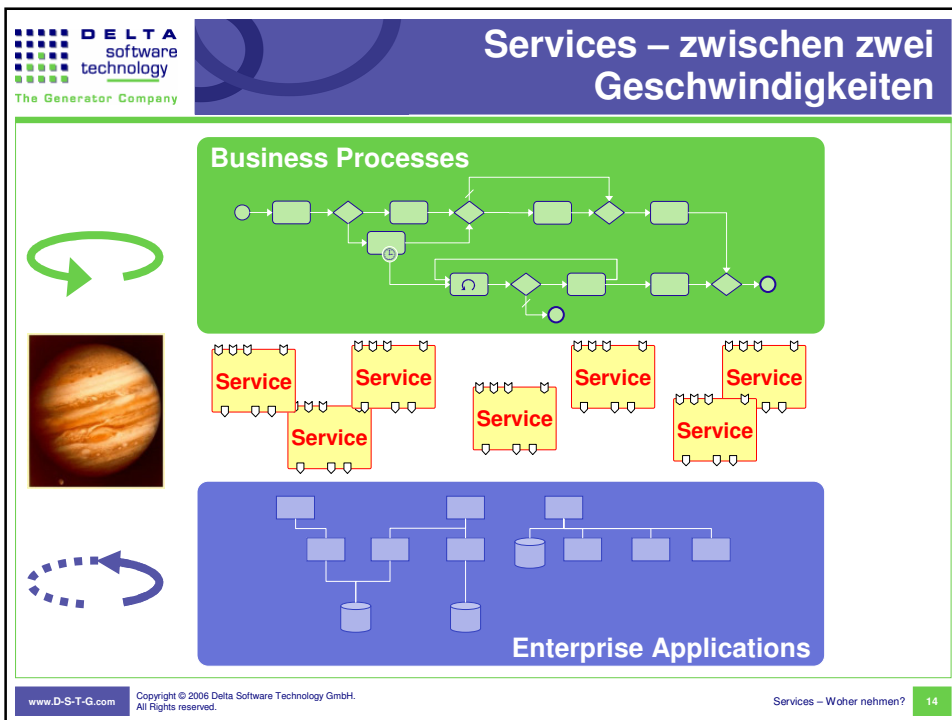 DELTA
software
technology
The Generator Company
Services – zwischen zwei
Geschwindigkeiten
Business Processes
Service
Service
Service
Service
Service
Service
Service
Enterprise Applications
www.D-S-T-G.com
Copyright © 2006 Delta Software Technology GmbH.
All Rights reserved.
Services – Woher nehmen?
14